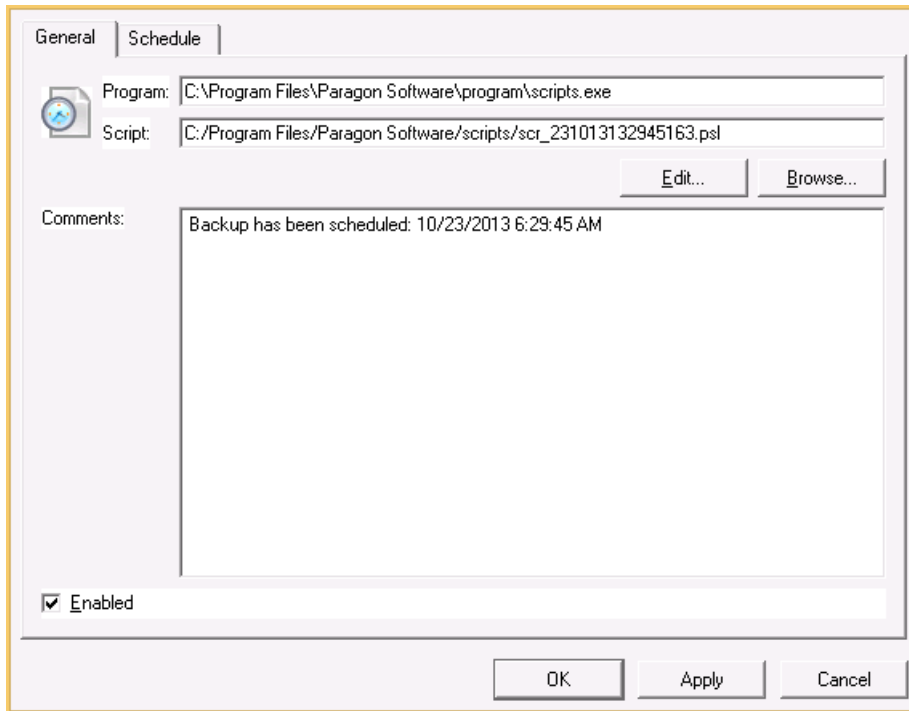 General Schedule
Program: C:\Program Files\Paragon Software\program\scripts.exe
Script: C:/Program Files/Paragon Software/scripts/scr_231013132945163.psl
Edit... Browse...
Comments: Backup has been scheduled: 10/23/2013 6:29:45 AM
Enabled
OK Apply Cancel